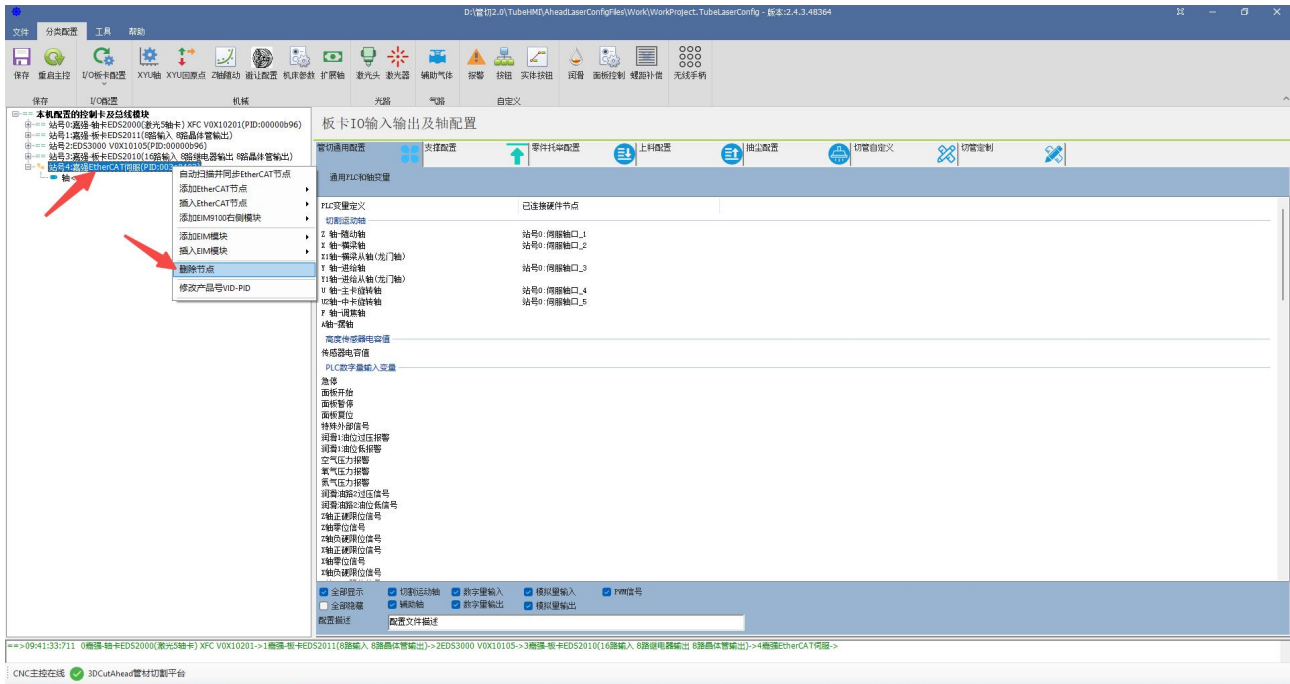 D:\管切2.0\TubeHMI\AheadLaserConfigFiles\Work\WorkProject.TubeLaserConfig - 版本:2.4.3.48364
文件 分类配置 工具 帮助
保存 重启主控 I/O板卡配置 XYU轴 XYU回原点 Z轴随动 避让配置 机床参数 扩展轴 激光头 激光器 辅助气体 报警 按钮 实体按钮 润滑 面板控制 螺距补偿 无线手柄
保存 I/O配置 机械 光路 气路 自定义
本机配置的控制卡及总线模块
站号0:嘉强-轴卡EDS2000(激光5轴卡) XFC V0X10201(PID:00000b96)
站号1:嘉强-板卡EDS2011(8路输入 8路晶体管输出)
站号2:EDS3000 V0X10105(PID:00000b96)
站号3:嘉强-板卡EDS2010(16路输入 8路继电器输出 8路晶体管输出)
站号4:嘉强EtherCAT伺服(PID:003
轴
自动扫描并同步EtherCAT节点
添加EtherCAT节点
插入EtherCAT节点
添加EIM9100右侧模块
添加EIM模块
插入EIM模块
删除节点
修改产品号VID-PID
板卡IO输入输出及轴配置
管切通用配置 支撑配置 零件托举配置 上料配置 抽尘配置 切管自定义 切管定制
通用PLC和轴变量
PLC变量定义 已连接硬件节点
切割运动轴
Z 轴-随动轴 站号0:伺服轴口_1
X 轴-横梁轴 站号0:伺服轴口_2
X1轴-横梁从轴(龙门轴)
Y 轴-进给轴 站号0:伺服轴口_3
Y1轴-进给从轴(龙门轴)
U 轴-主卡旋转轴 站号0:伺服轴口_4
U2轴-中卡旋转轴 站号0:伺服轴口_5
F 轴-调焦轴
A轴-摆轴
高度传感器电容值
传感器电容值
PLC数字量输入变量
急停
面板开始
面板暂停
面板复位
特殊外部信号
润滑1油位过压报警
润滑1油位低报警
空气压力报警
氧气压力报警
氮气压力报警
润滑油路2过压信号
润滑油路2油位低信号
Z轴正硬限位信号
Z轴零位信号
Z轴负硬限位信号
X轴正硬限位信号
X轴零位信号
X轴负硬限位信号
全部显示 切割运动轴 数字量输入 模拟量输入 PWM信号
全部隐藏 辅助轴 数字量输出 模拟量输出
配置描述 配置文件描述
==>09:41:33:711 0嘉强-轴卡EDS2000(激光5轴卡) XFC V0X10201->1嘉强-板卡EDS2011(8路输入 8路晶体管输出)->2EDS3000 V0X10105->3嘉强-板卡EDS2010(16路输入 8路继电器输出 8路晶体管输出)->4嘉强EtherCAT伺服->
CNC主控在线 3DCutAhead管材切割平台